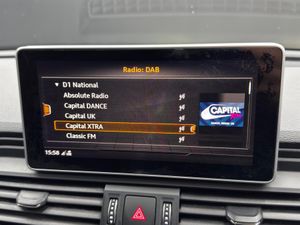 Radio: DAB
D1 National
Absolute Radio
Capital DANCE
Capital UK
Capital XTRA
Classic FM
CAPITAL
15:58